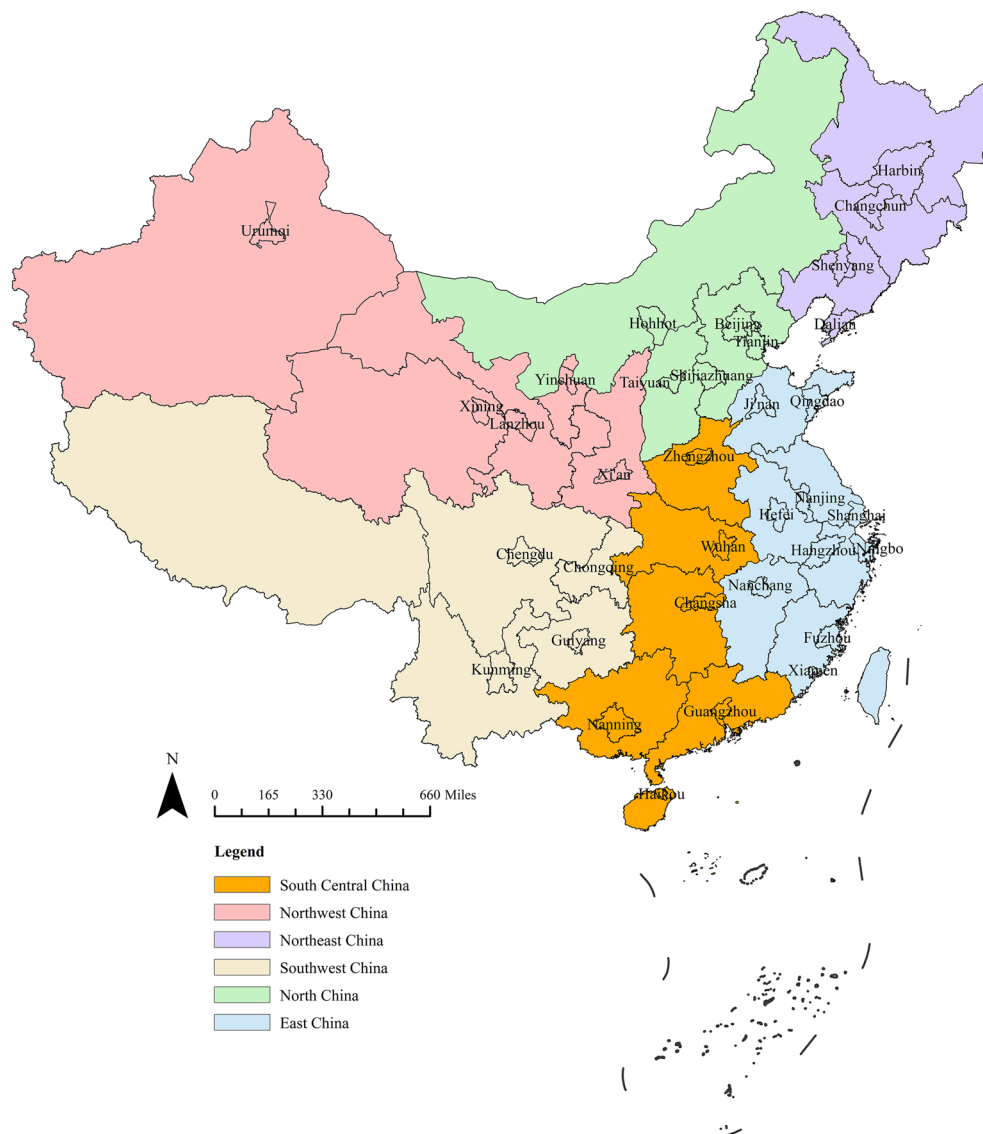 Harbin
Changchun
Urumqi
Shenyang
Hohhot
Beijing
Dalian
Tianjin
Yinchuan
Taiyuan
Shijiazhuang
Xining
Ji'nan
Qingdao
Lanzhou
Zhengzhou
Xi'an
Nanjing
Hefei
Shanghai
Chengdu
Wuhan
Hangzhou
Ningbo
Chongqing
Nanchang
Changsha
Guiyang
Fuzhou
Kunming
Xiamen
Guangzhou
Nanning
N
Haikou
0 165 330 660 Miles
Legend
South Central China
Northwest China
Northeast China
Southwest China
North China
East China